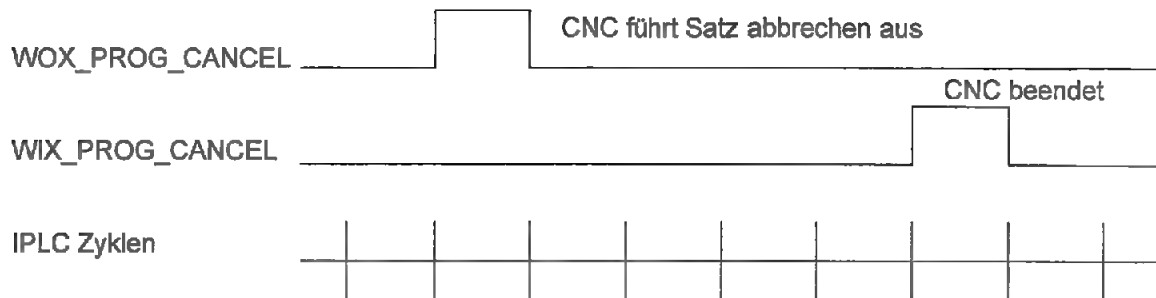 CNC führt Satz abbrechen aus
WOX_PROG_CANCEL
CNC beendet
WIX_PROG_CANCEL
IPLC Zyklen